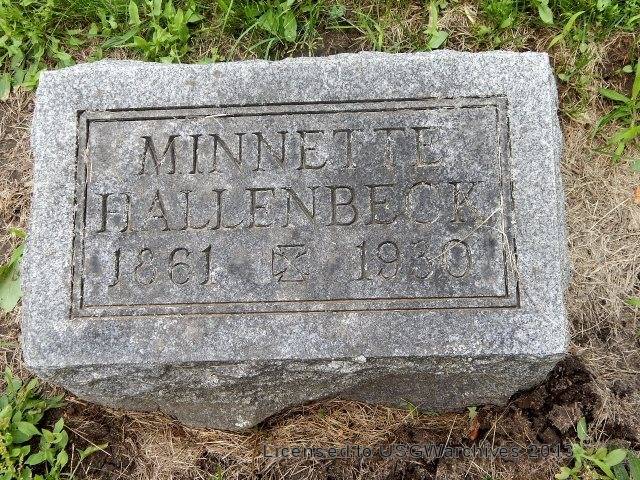 MINNETTE
HALLENBECK
1861 1930
Licensed to USGWarchives 2013